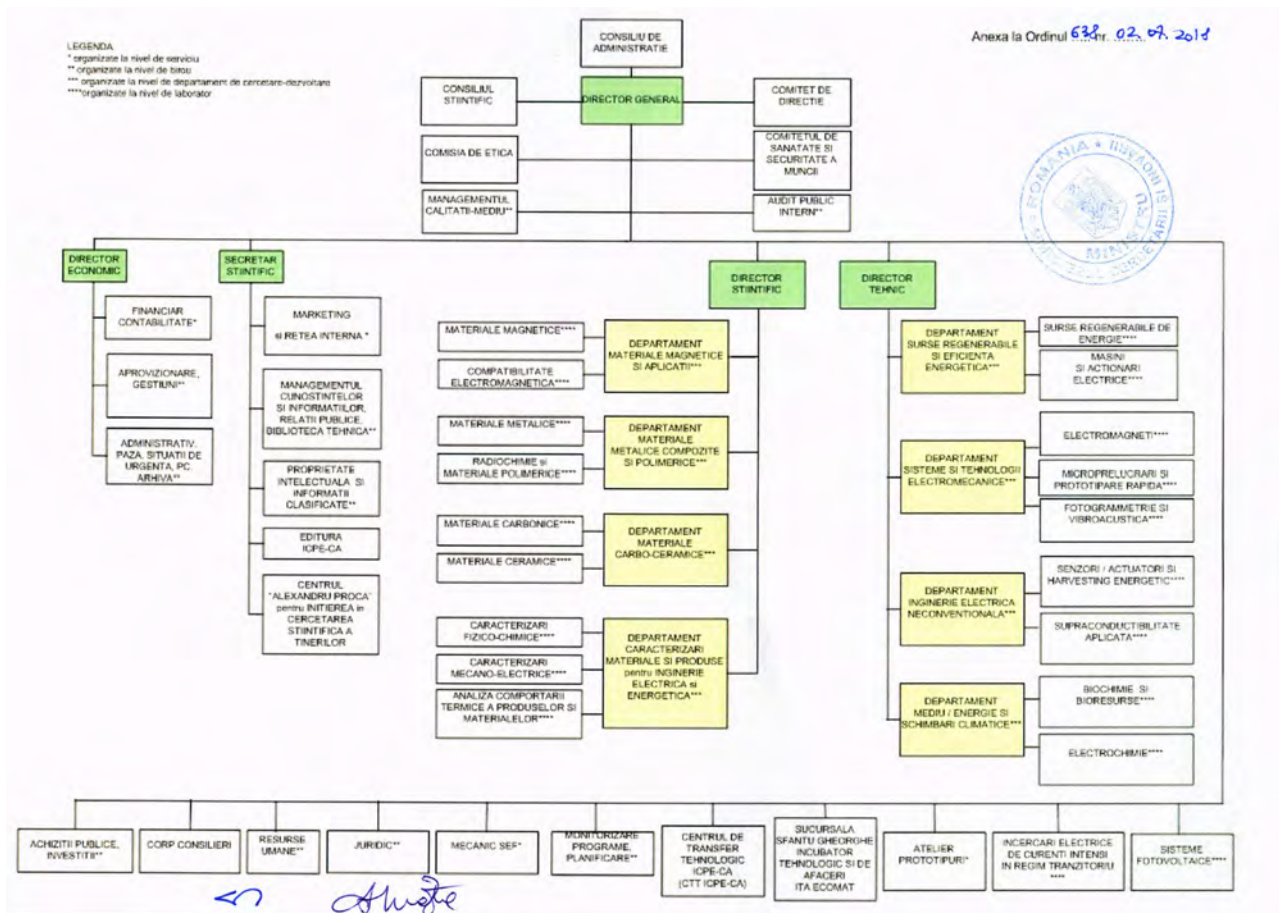 LEGENDA
* organizate la nivel de serviciu
** organizate la nivel de birou
*** organizate la nivel de departament de cercetare-dezvoltare
****organizate la nivel de laborator
Anexa la Ordinul 638 nr. 02.07.2018
CONSILIU DE
ADMINISTRATIE
CONSILIUL
STIINTIFIC
DIRECTOR GENERAL
COMITET DE
DIRECTIE
COMISIA DE ETICA
COMITETUL DE
SANATATE SI
SECURITATE A
MUNCII
MANAGEMENTUL
CALITATII-MEDIU**
AUDIT PUBLIC
INTERN**
ROMANIA
MINISTERUL CERCETARII SI INOVARII
MINISTRU
DIRECTOR
ECONOMIC
SECRETAR
STIINTIFIC
DIRECTOR
STIINTIFIC
DIRECTOR
TEHNIC
FINANCIAR
CONTABILITATE*
APROVIZIONARE,
GESTIUNI**
ADMINISTRATIV,
PAZA, SITUATII DE
URGENTA, PC,
ARHIVA**
MARKETING
si RETEA INTERNA *
MANAGEMENTUL
CUNOSTINTELOR
SI INFORMATIILOR,
RELATII PUBLICE,
BIBLIOTECA TEHNICA**
PROPRIETATE
INTELECTUALA SI
INFORMATII
CLASIFICATE**
EDITURA
ICPE-CA
CENTRUL
"ALEXANDRU PROCA"
pentru INITIEREA in
CERCETAREA
STIINTIFICA A
TINERILOR
MATERIALE MAGNETICE****
COMPATIBILITATE
ELECTROMAGNETICA****
DEPARTAMENT
MATERIALE MAGNETICE
SI APLICATII***
MATERIALE METALICE****
RADIOCHIMIE si
MATERIALE POLIMERICE****
DEPARTAMENT
MATERIALE
METALICE COMPOZITE
SI POLIMERICE***
MATERIALE CARBONICE****
MATERIALE CERAMICE****
DEPARTAMENT
MATERIALE
CARBO-CERAMICE***
CARACTERIZARI
FIZICO-CHIMICE****
CARACTERIZARI
MECANO-ELECTRICE****
ANALIZA COMPORTARII
TERMICE A PRODUSELOR SI
MATERIALELOR****
DEPARTAMENT
CARACTERIZARI
MATERIALE SI PRODUSE
pentru INGINERIE
ELECTRICA si
ENERGETICA***
DEPARTAMENT
SURSE REGENERABILE
SI EFICIENTA
ENERGETICA***
SURSE REGENERABILE DE
ENERGIE****
MASINI
SI ACTIONARI
ELECTRICE****
DEPARTAMENT
SISTEME SI TEHNOLOGII
ELECTROMECANICE***
ELECTROMAGNETI****
MICROPRELUCRARI SI
PROTOTIPARE RAPIDA****
FOTOGRAMMETRIE SI
VIBROACUSTICA****
DEPARTAMENT
INGINERIE ELECTRICA
NECONVENTIONALA***
SENZORI / ACTUATORI SI
HARVESTING ENERGETIC****
SUPRACONDUCTIBILITATE
APLICATA****
DEPARTAMENT
MEDIU / ENERGIE SI
SCHIMBARI CLIMATICE***
BIOCHIMIE SI
BIORESURSE****
ELECTROCHIMIE****
ACHIZITII PUBLICE,
INVESTITII**
CORP CONSILIERI
RESURSE
UMANE**
JURIDIC**
MECANIC SEF*
MONITORIZARE
PROGRAME,
PLANIFICARE**
CENTRUL DE
TRANSFER
TEHNOLOGIC
ICPE-CA
(CTT ICPE-CA)
SUCURSALA
SFANTU GHEORGHE
INCUBATOR
TEHNOLOGIC SI DE
AFACERI
ITA ECOMAT
ATELIER
PROTOTIPURI*
INCERCARI ELECTRICE
DE CURENTI INTENSI
IN REGIM TRANZITORIU
****
SISTEME
FOTOVOLTAICE****